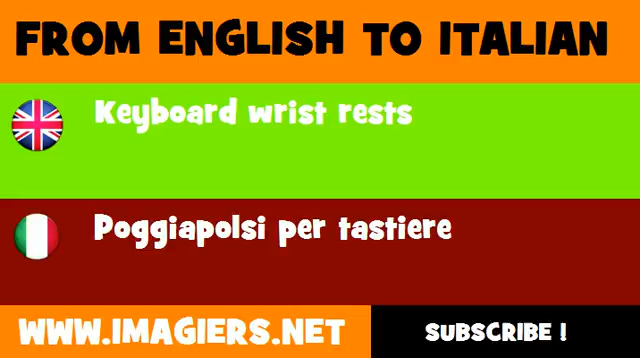 FROM ENGLISH TO ITALIAN
Keyboard wrist rests
Poggiapolsi per tastiere
WWW.IMAGIERS.NET
SUBSCRIBE !